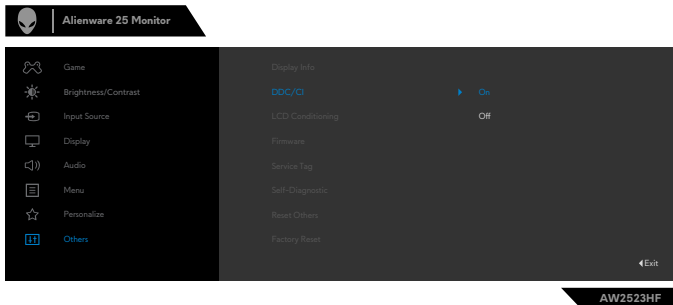 Alienware 25 Monitor
Game
Display Info
Brightness/Contrast
DDC/CI
On
Input Source
LCD Conditioning
Off
Display
Firmware
Audio
Service Tag
Menu
Self-Diagnostic
Personalize
Reset Others
Others
Factory Reset
Exit
AW2523HF